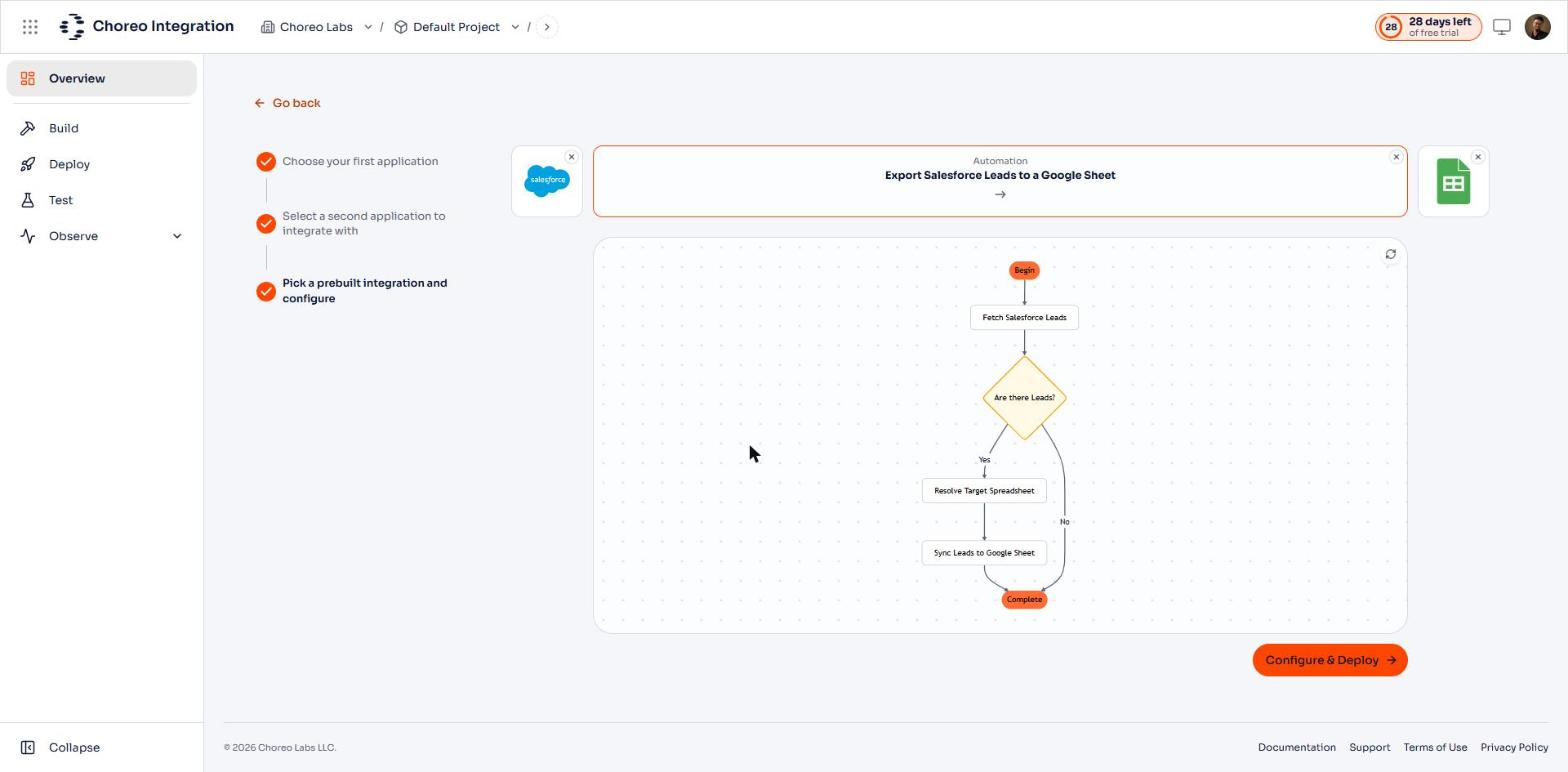 Choreo Integration
Choreo Labs
/
Default Project
/
28
28 days left
of free trial
Overview
Build
Deploy
Test
Observe
Collapse
Go back
Choose your first application
Select a second application to
integrate with
Pick a prebuilt integration and
configure
salesforce
Automation
Export Salesforce Leads to a Google Sheet
Begin
Fetch Salesforce Leads
Are there Leads?
Yes
Resolve Target Spreadsheet
No
Sync Leads to Google Sheet
Complete
Configure & Deploy
© 2026 Choreo Labs LLC.
Documentation
Support
Terms of Use
Privacy Policy